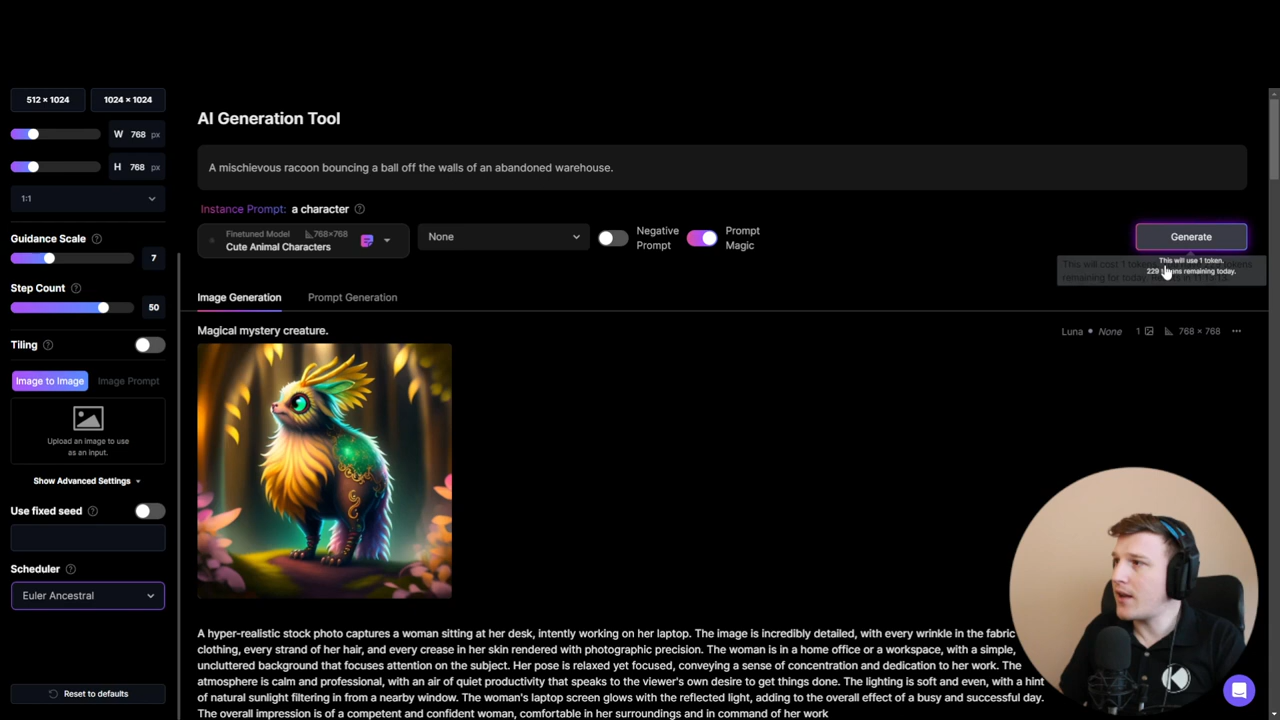 512 × 1024
1024 × 1024
W 768 px
H 768 px
1:1
Guidance Scale
7
Step Count
50
Tiling
Image to Image
Image Prompt
Upload an image to use
as an input.
Show Advanced Settings
Use fixed seed
Scheduler
Euler Ancestral
Reset to defaults
AI Generation Tool
A mischievous racoon bouncing a ball off the walls of an abandoned warehouse.
Instance Prompt: a character
Finetuned Model 768×768
Cute Animal Characters
None
Negative
Prompt
Prompt
Magic
Generate
This will use 1 token.
229 remaining today.
Image Generation
Prompt Generation
Magical mystery creature.
Luna • None 1 768 × 768
A hyper-realistic stock photo captures a woman sitting at her desk, intently working on her laptop. The image is incredibly detailed, with every wrinkle in the fabric
clothing, every strand of her hair, and every crease in her skin rendered with photographic precision. The woman is in a home office or a workspace, with a simple,
uncluttered background that focuses attention on the subject. Her pose is relaxed yet focused, conveying a sense of concentration and dedication to her work. The
atmosphere is calm and professional, with an air of quiet productivity that speaks to the viewer's own desire to get things done. The lighting is soft and even, with a hint
of natural sunlight filtering in from a nearby window. The woman's laptop screen glows with the reflected light, adding to the overall effect of a busy and successful day.
The overall impression is of a competent and confident woman, comfortable in her surroundings and in command of her work